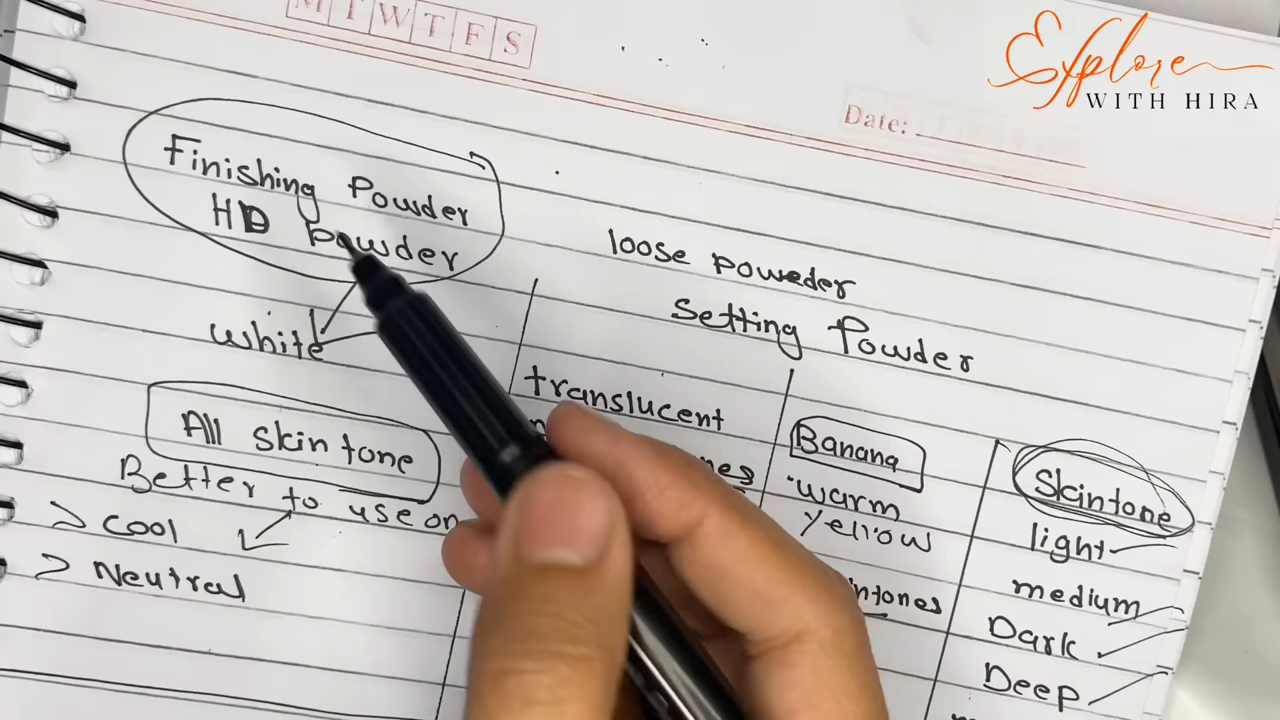 M T W T F S
Explore
WITH HIRA
Date:
Finishing Powder
HD Powder
White
All skin tone
Better to use on
> Cool
> Neutral
loose poweder
Setting Powder
translucent
Banana
warm
yellow
Skintone
light
medium
Dark
Deep